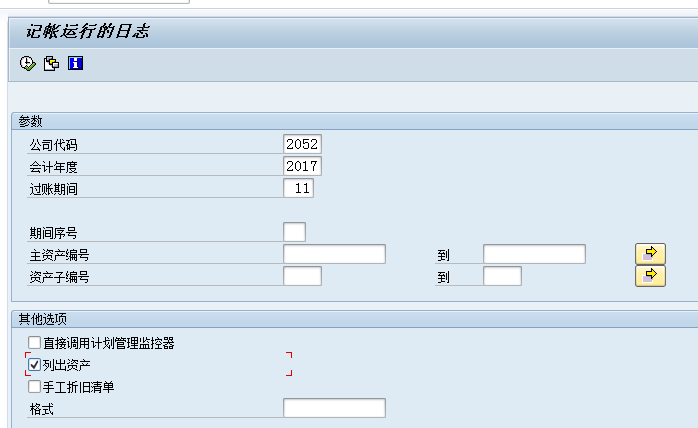 记帐运行的日志
参数
公司代码 2052
会计年度 2017
过账期间 11
期间序号
主资产编号 到
资产子编号 到
其他选项
直接调用计划管理监控器
列出资产
手工折旧清单
格式